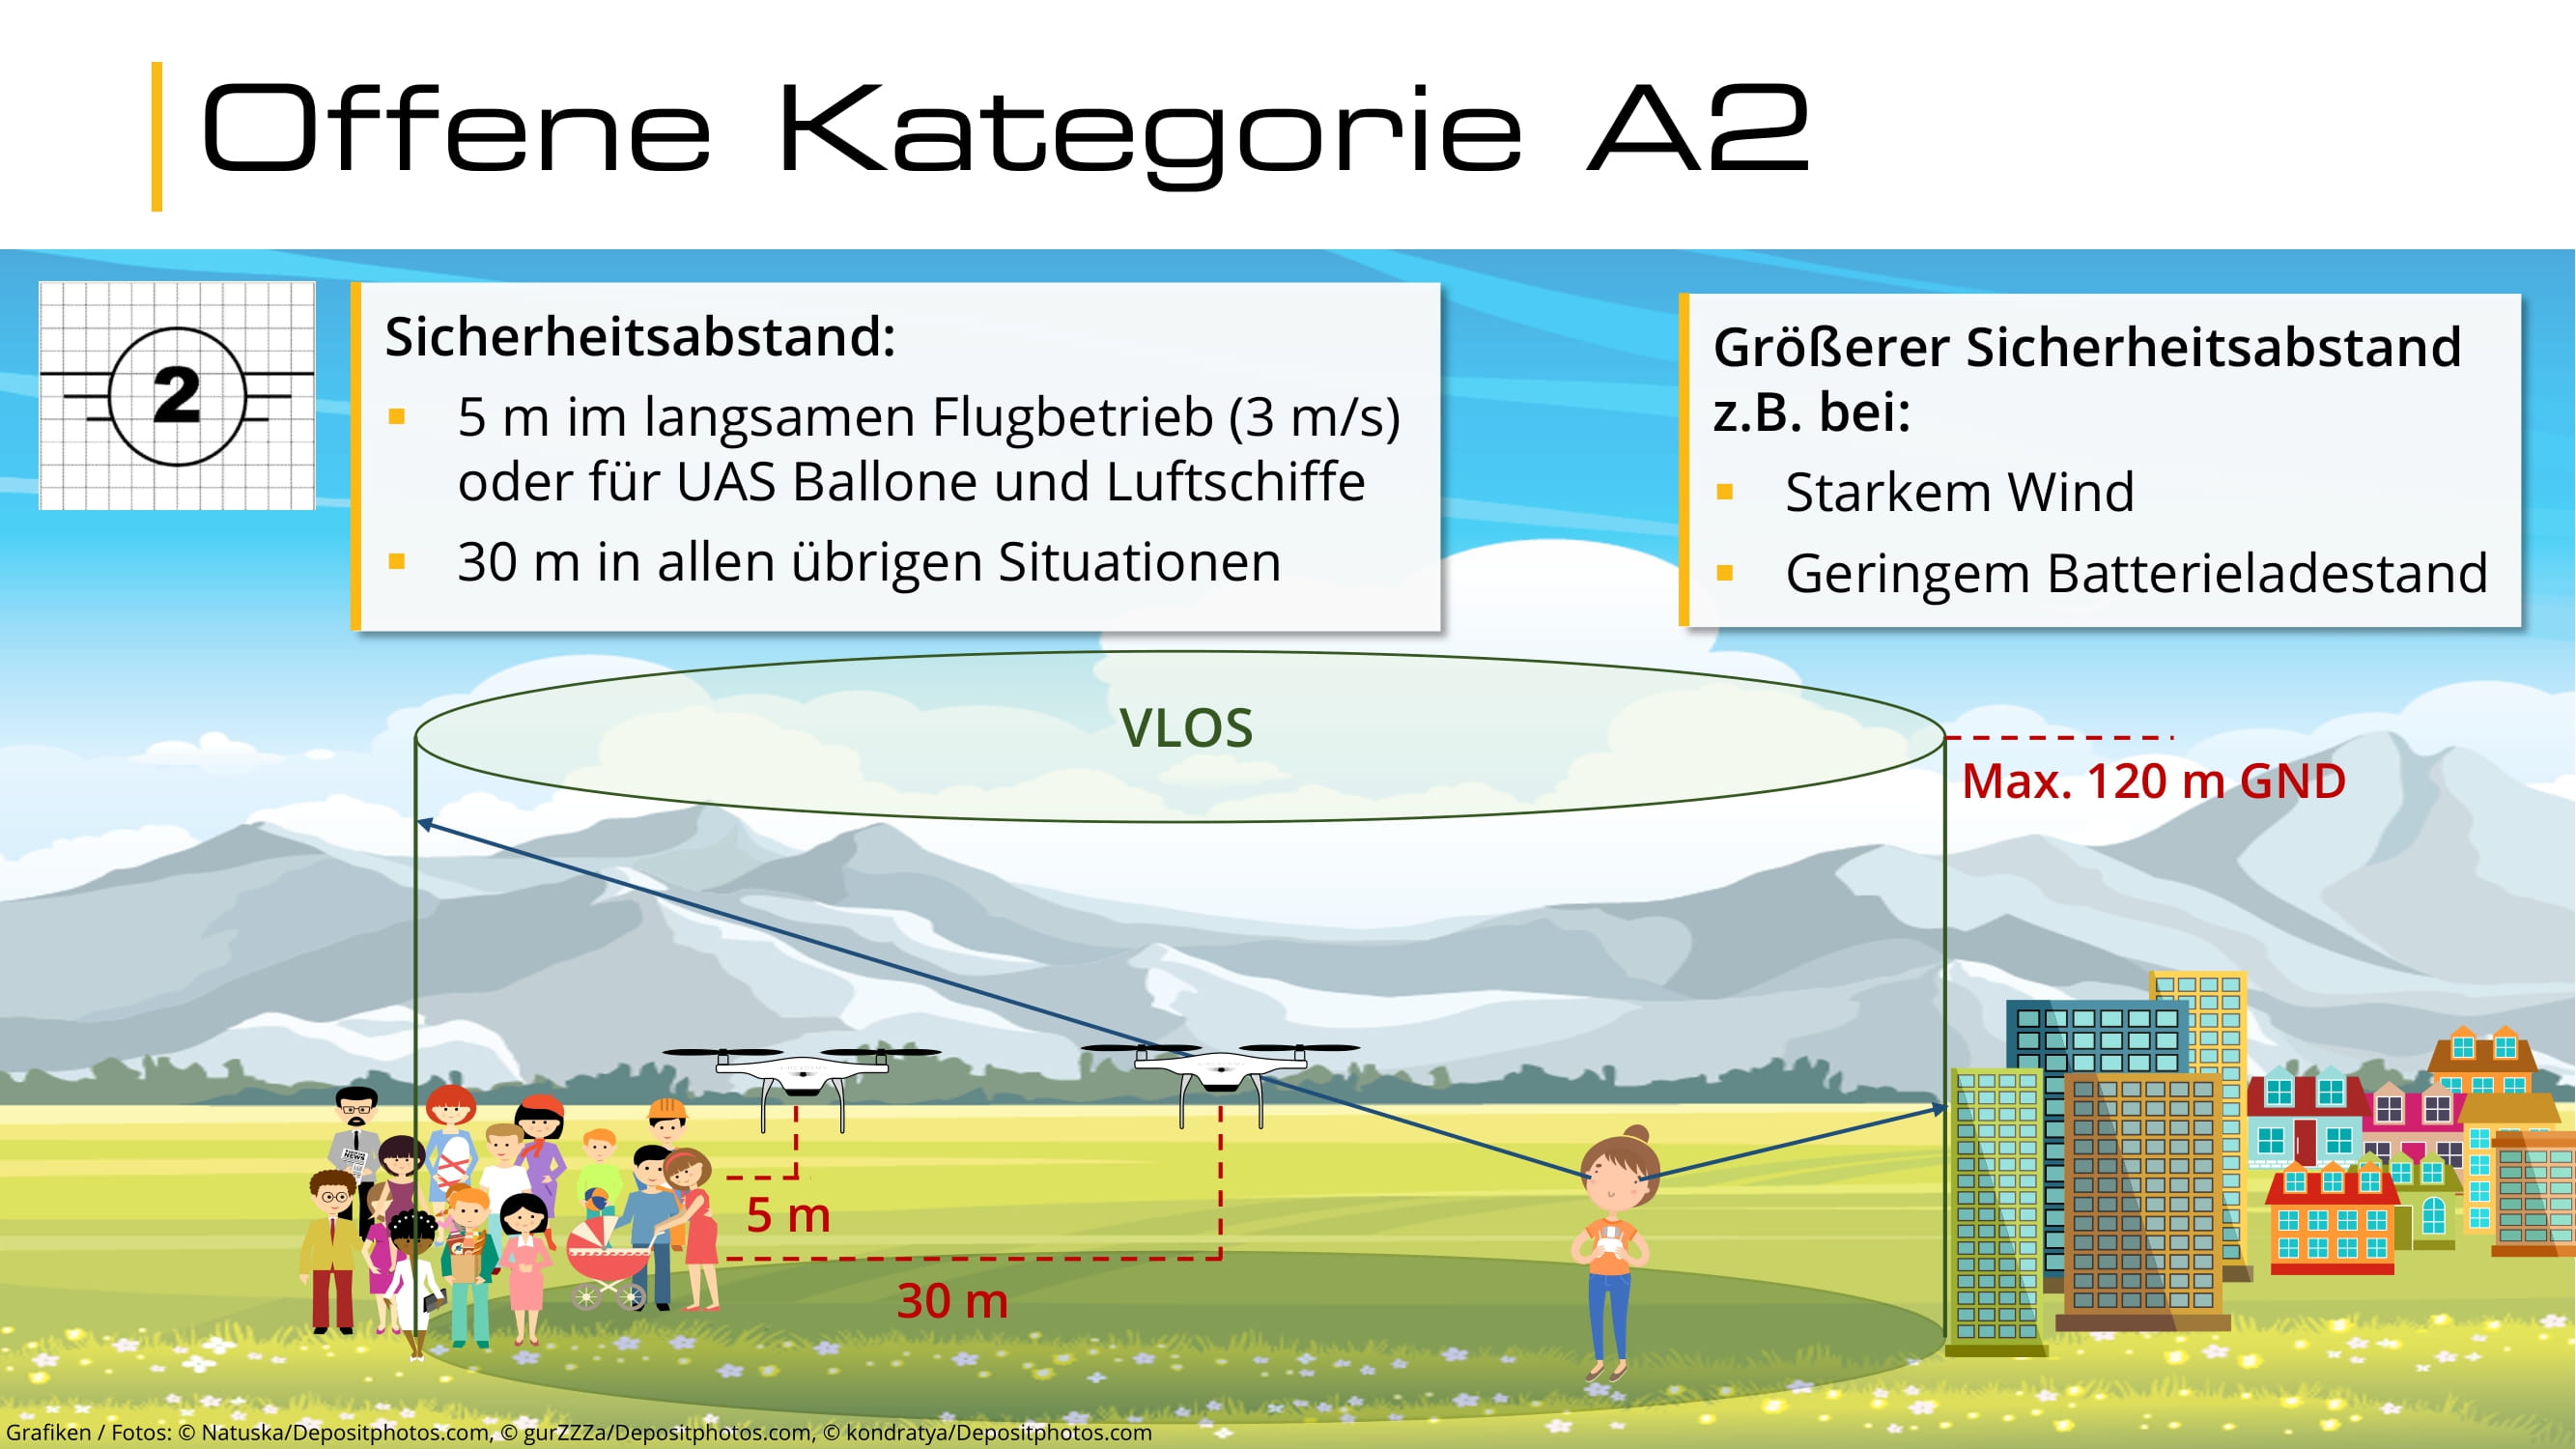 Offene Kategorie A2
2
Sicherheitsabstand:
▪ 5 m im langsamen Flugbetrieb (3 m/s)
oder für UAS Ballone und Luftschiffe
▪ 30 m in allen übrigen Situationen
Größerer Sicherheitsabstand
z.B. bei:
▪ Starkem Wind
▪ Geringem Batterieladestand
VLOS
Max. 120 m GND
NEWS
5 m
30 m
Grafiken / Fotos: © Natuska/Depositphotos.com, © gurZZZa/Depositphotos.com, © kondratya/Depositphotos.com